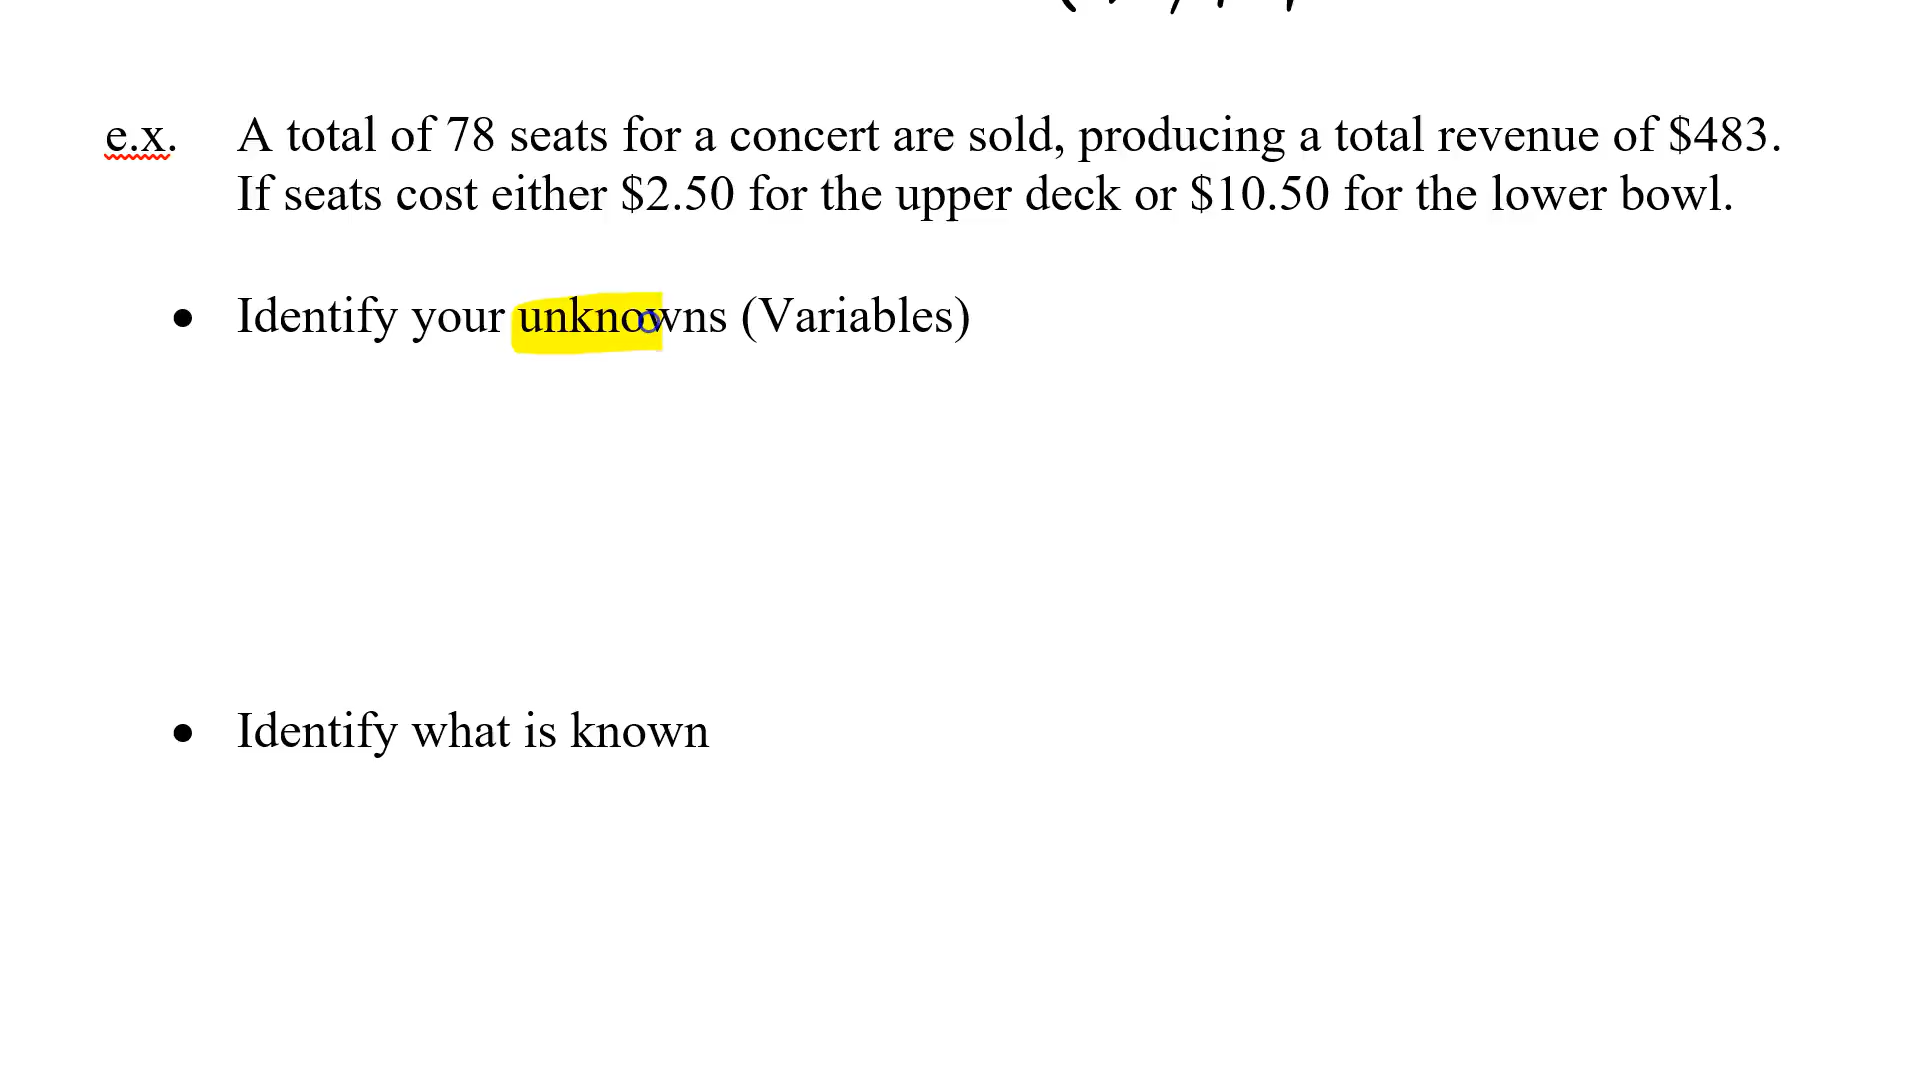 e.x. A total of 78 seats for a concert are sold, producing a total revenue of $483.
If seats cost either $2.50 for the upper deck or $10.50 for the lower bowl.
• Identify your unknowns (Variables)
• Identify what is known